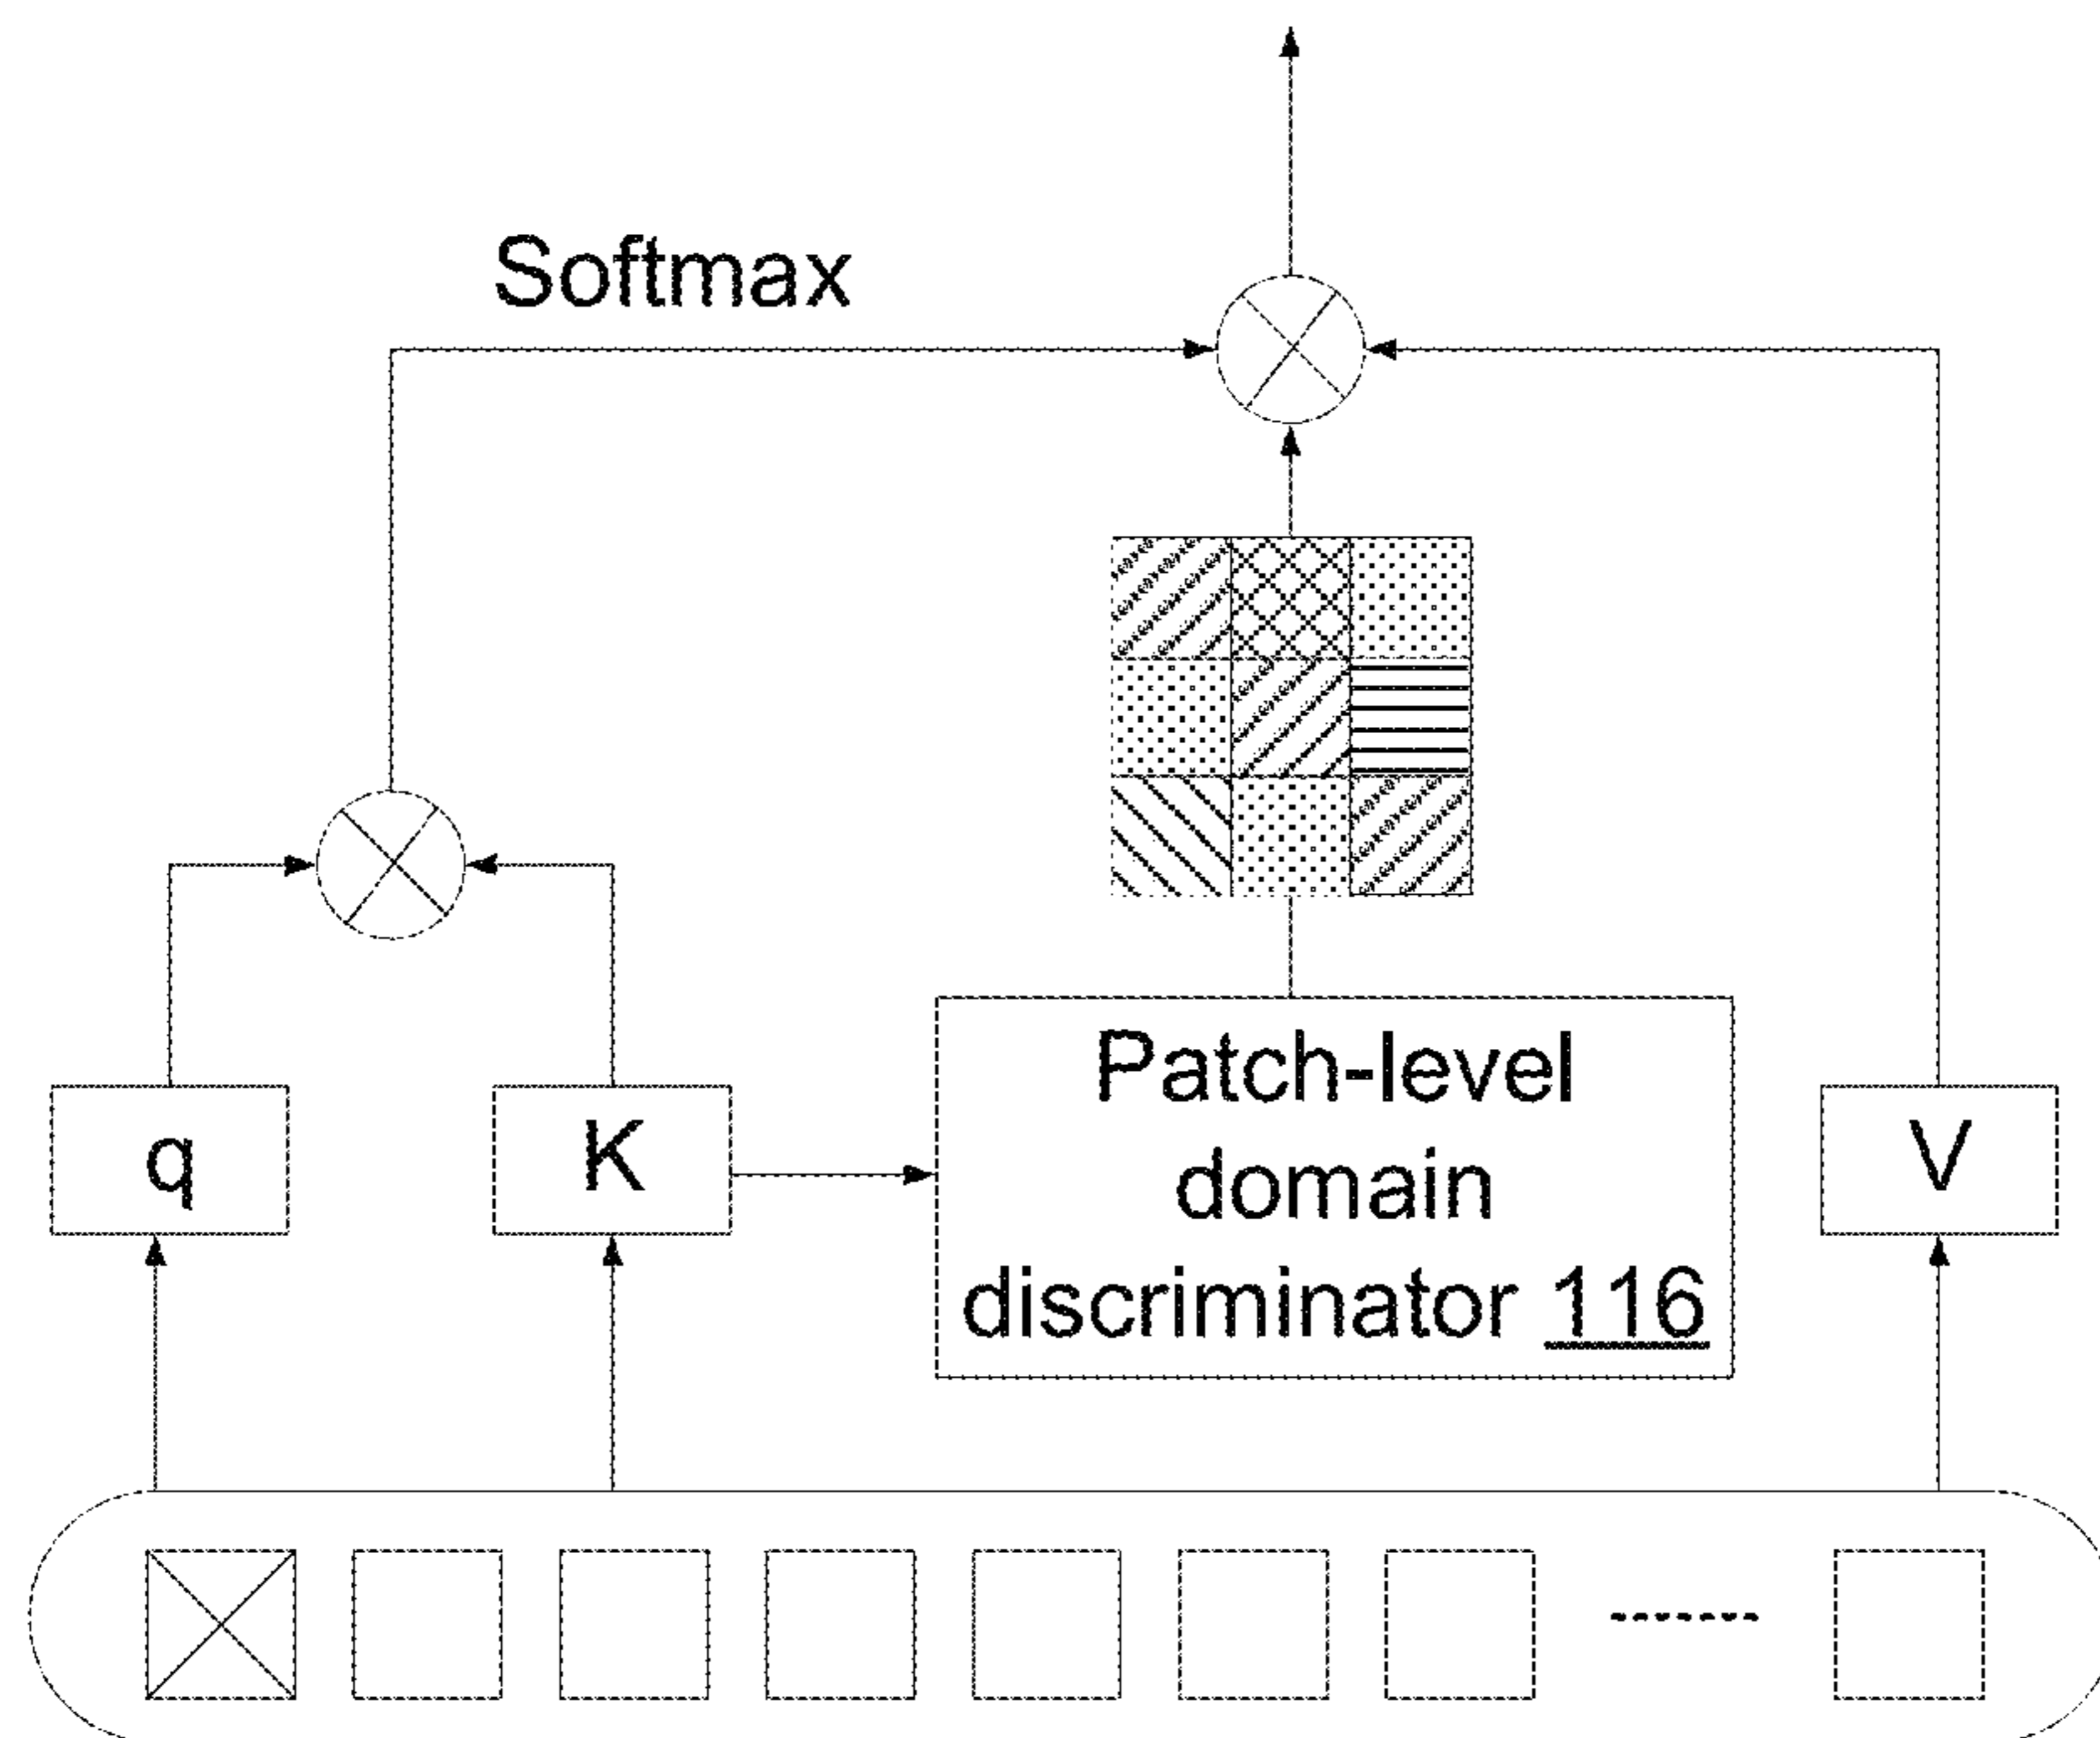 Softmax
q
K
Patch-level
domain
discriminator 116
V